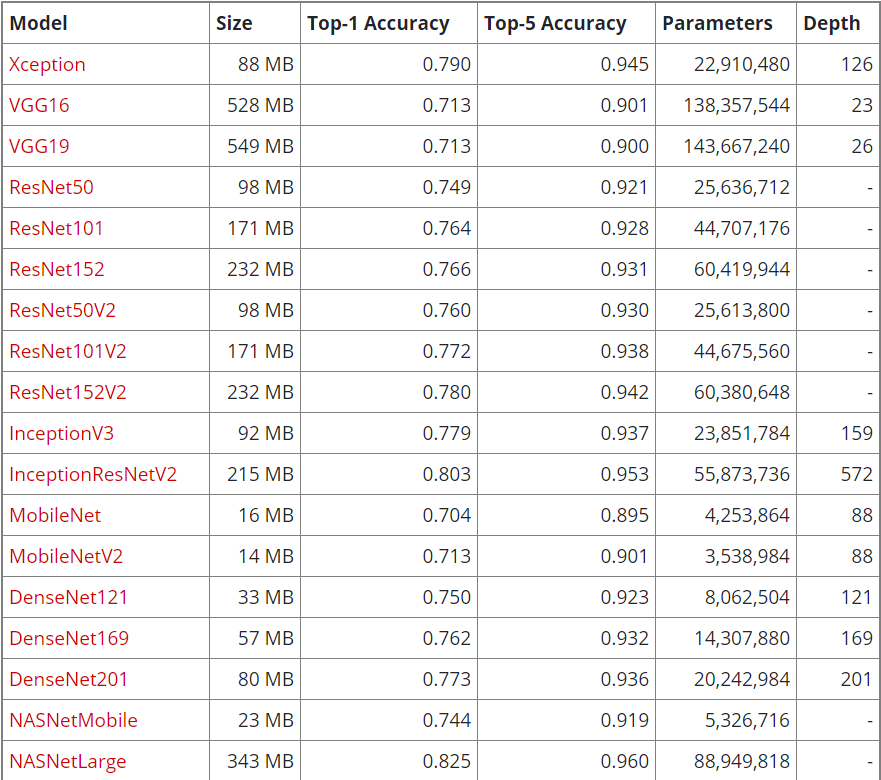 Model Size Top-1 Accuracy Top-5 Accuracy Parameters Depth
Xception 88 MB 0.790 0.945 22,910,480 126
VGG16 528 MB 0.713 0.901 138,357,544 23
VGG19 549 MB 0.713 0.900 143,667,240 26
ResNet50 98 MB 0.749 0.921 25,636,712 -
ResNet101 171 MB 0.764 0.928 44,707,176 -
ResNet152 232 MB 0.766 0.931 60,419,944 -
ResNet50V2 98 MB 0.760 0.930 25,613,800 -
ResNet101V2 171 MB 0.772 0.938 44,675,560 -
ResNet152V2 232 MB 0.780 0.942 60,380,648 -
InceptionV3 92 MB 0.779 0.937 23,851,784 159
InceptionResNetV2 215 MB 0.803 0.953 55,873,736 572
MobileNet 16 MB 0.704 0.895 4,253,864 88
MobileNetV2 14 MB 0.713 0.901 3,538,984 88
DenseNet121 33 MB 0.750 0.923 8,062,504 121
DenseNet169 57 MB 0.762 0.932 14,307,880 169
DenseNet201 80 MB 0.773 0.936 20,242,984 201
NASNetMobile 23 MB 0.744 0.919 5,326,716 -
NASNetLarge 343 MB 0.825 0.960 88,949,818 -